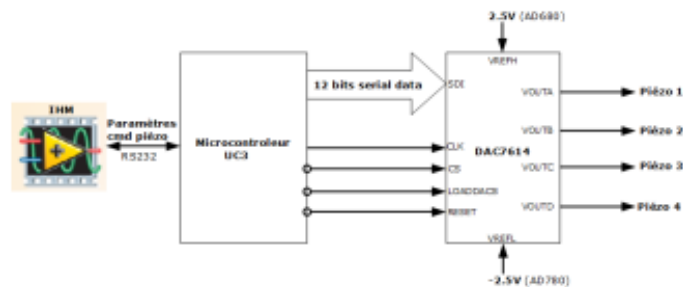 2.5V (AD680)
VREFH
12 bits serial data
SDI
VOUTA
Piézo 1
IHM
Paramètres
cmd piézo
RS232
Microcontroleur
UC3
VOUTB
Piézo 2
CLK
DAC7614
CS
VOUTC
Piézo 3
LOADDACS
RESET
VOUTD
Piézo 4
VREFL
-2.5V (AD780)